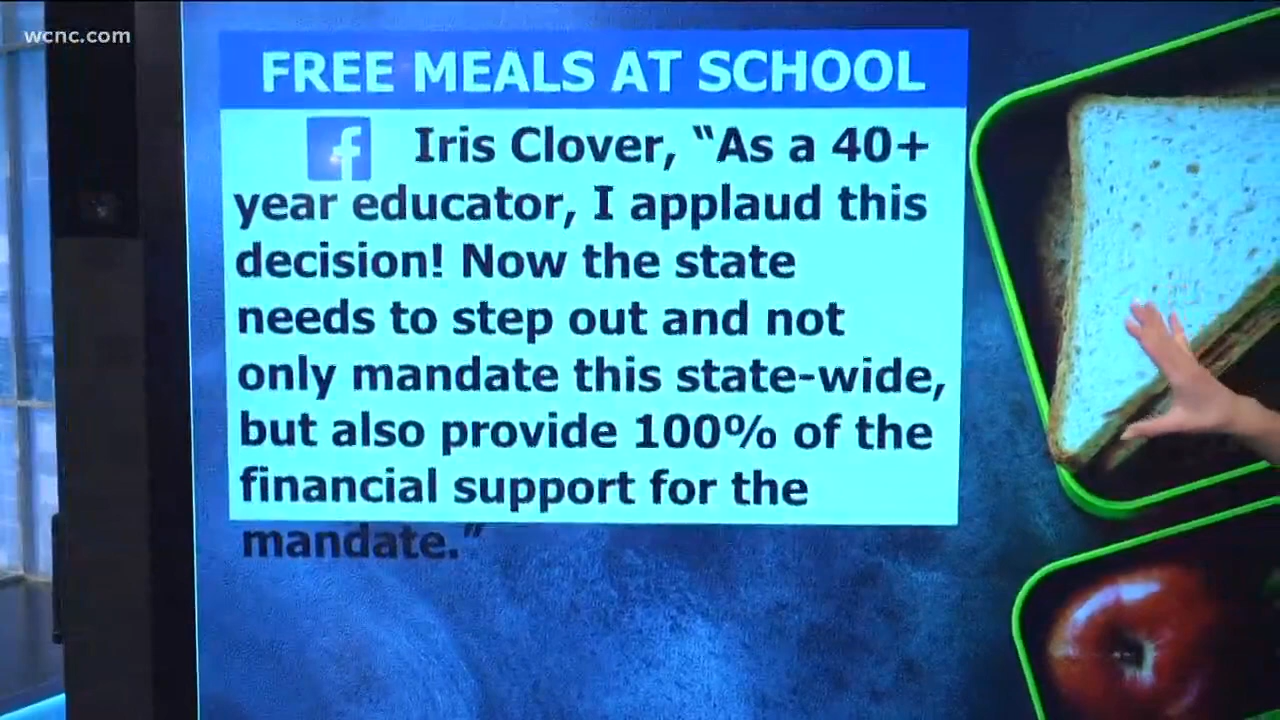 wcnc.com
FREE MEALS AT SCHOOL
f Iris Clover, “As a 40+
year educator, I applaud this
decision! Now the state
needs to step out and not
only mandate this state-wide,
but also provide 100% of the
financial support for the
mandate.”